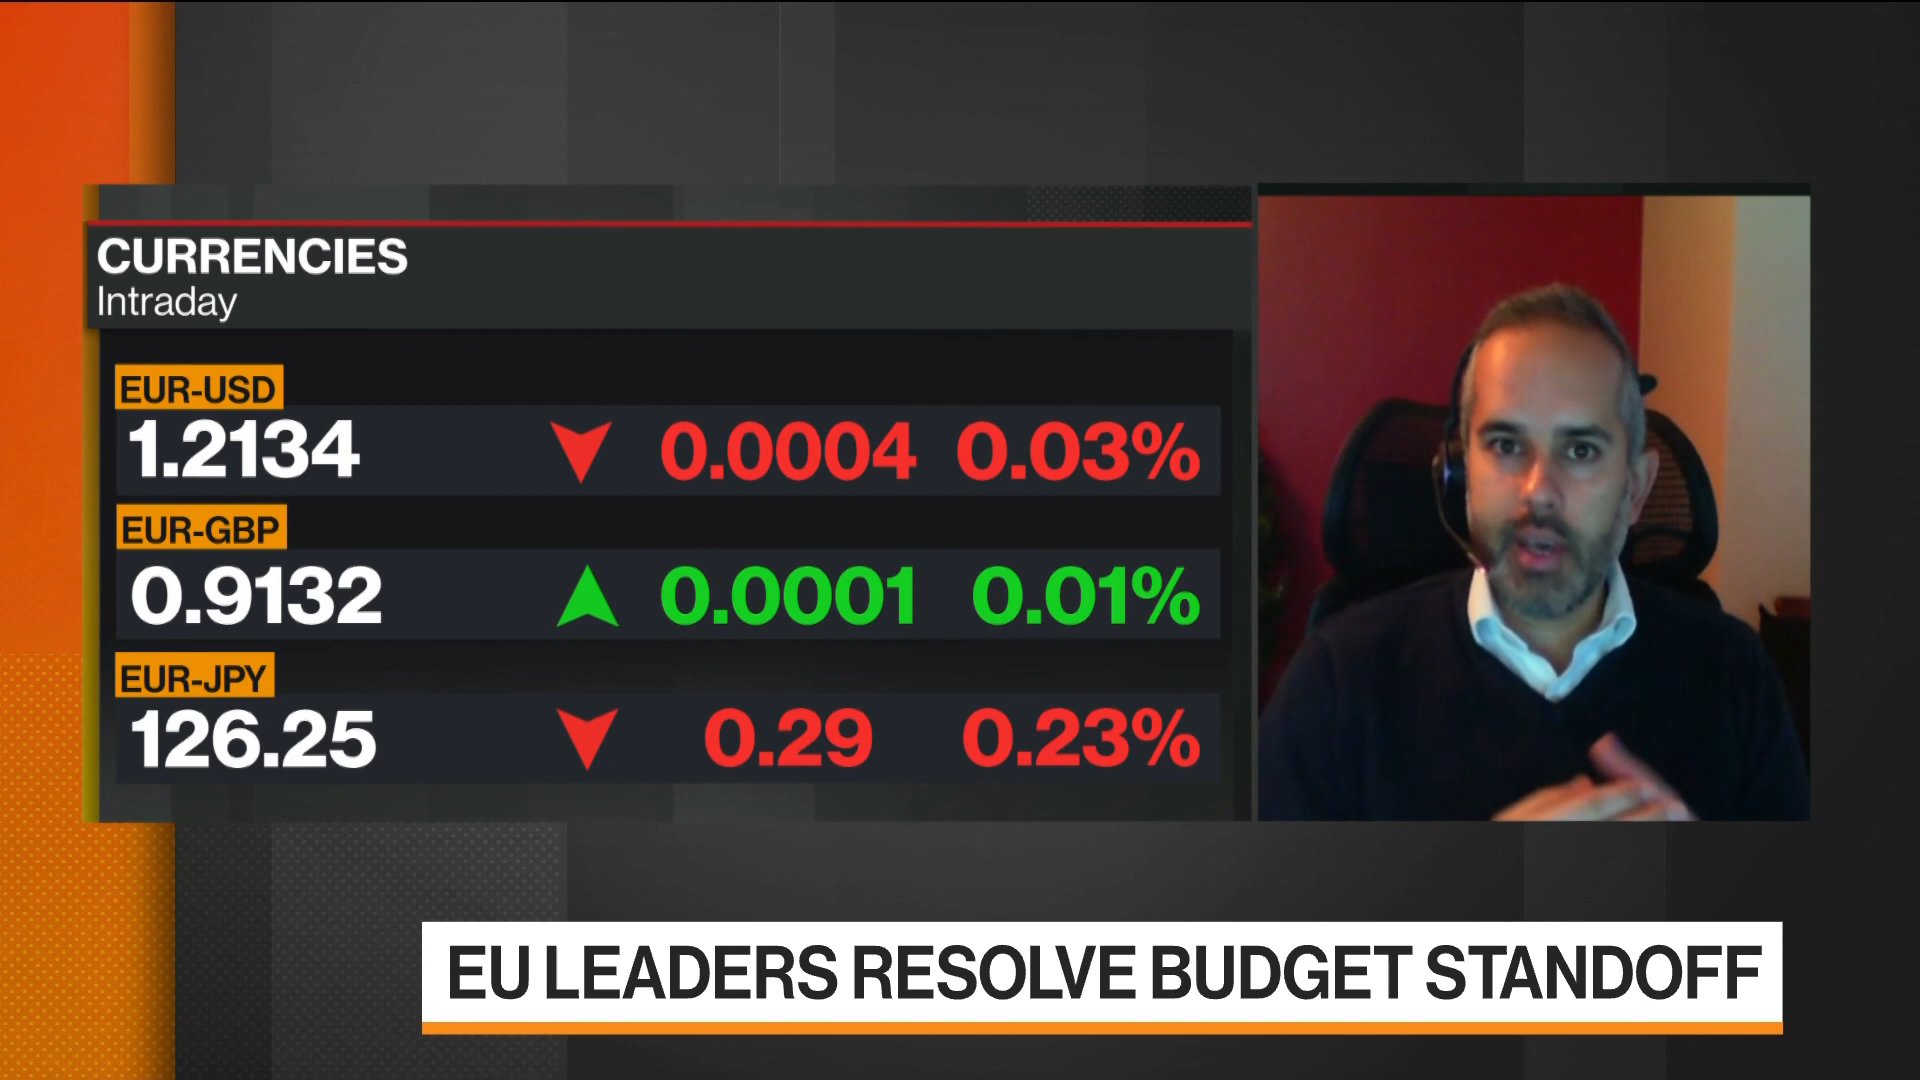 CURRENCIES
Intraday
EUR-USD
1.2134 0.0004 0.03%
EUR-GBP
0.9132 0.0001 0.01%
EUR-JPY
126.25 0.29 0.23%
EU LEADERS RESOLVE BUDGET STANDOFF